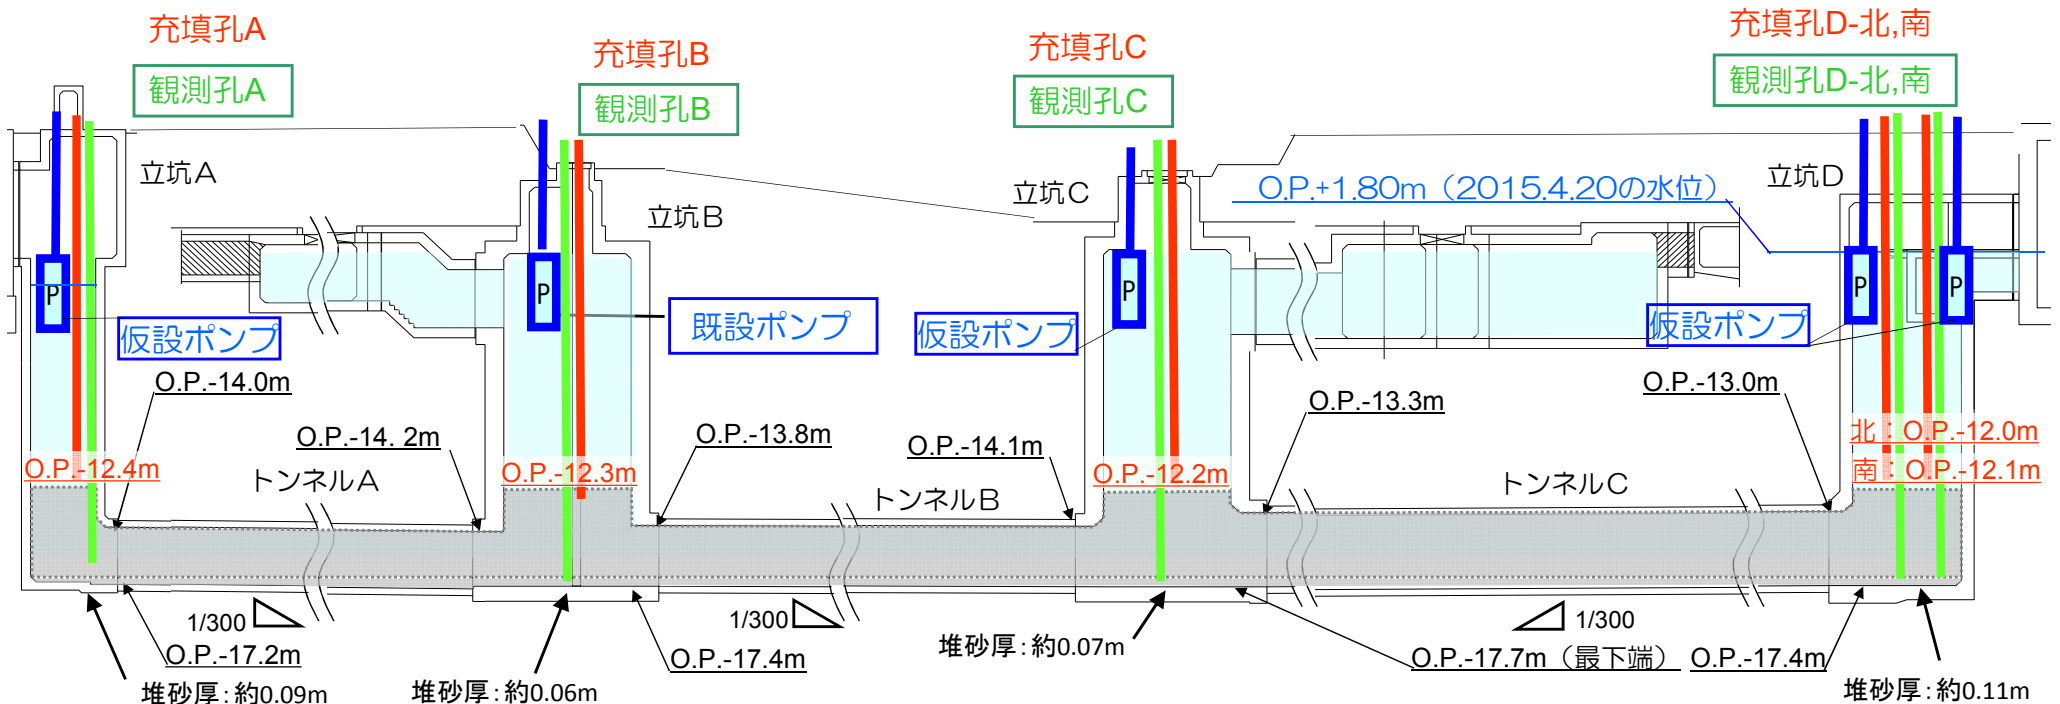 充填孔A
観測孔A
充填孔B
観測孔B
充填孔C
観測孔C
充填孔D-北,南
観測孔D-北,南
立坑A
立坑B
立坑C
O.P.+1.80m（2015.4.20の水位）
立坑D
P
P
P
P
P
仮設ポンプ
既設ポンプ
仮設ポンプ
仮設ポンプ
O.P.-14.0m
O.P.-14. 2m
O.P.-13.8m
O.P.-14.1m
O.P.-13.3m
O.P.-13.0m
O.P.-12.4m
トンネルA
O.P.-12.3m
トンネルB
O.P.-12.2m
トンネルC
北：O.P.-12.0m
南：O.P.-12.1m
1/300
1/300
1/300
O.P.-17.2m
O.P.-17.4m
O.P.-17.7m（最下端）
O.P.-17.4m
堆砂厚：約0.09m
堆砂厚：約0.06m
堆砂厚：約0.07m
堆砂厚：約0.11m